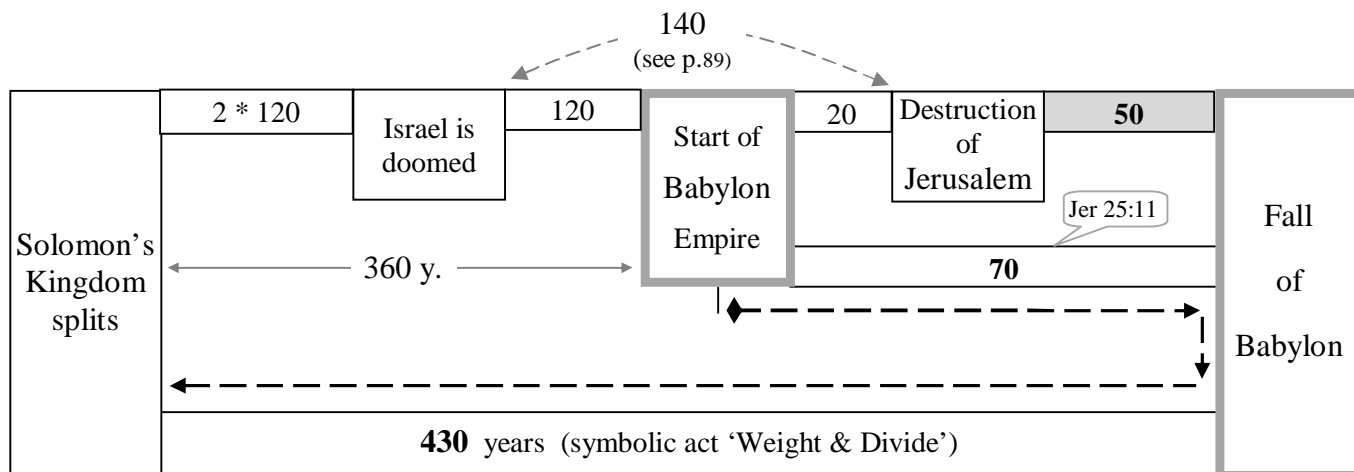 140
(see p.89)
2 * 120
Israel is
doomed
120
Start of
Babylon
Empire
20
Destruction
of
Jerusalem
50
Jer 25:11
Solomon's
Kingdom
splits
360 y.
70
Fall
of
Babylon
430 years (symbolic act ‘Weight & Divide’)